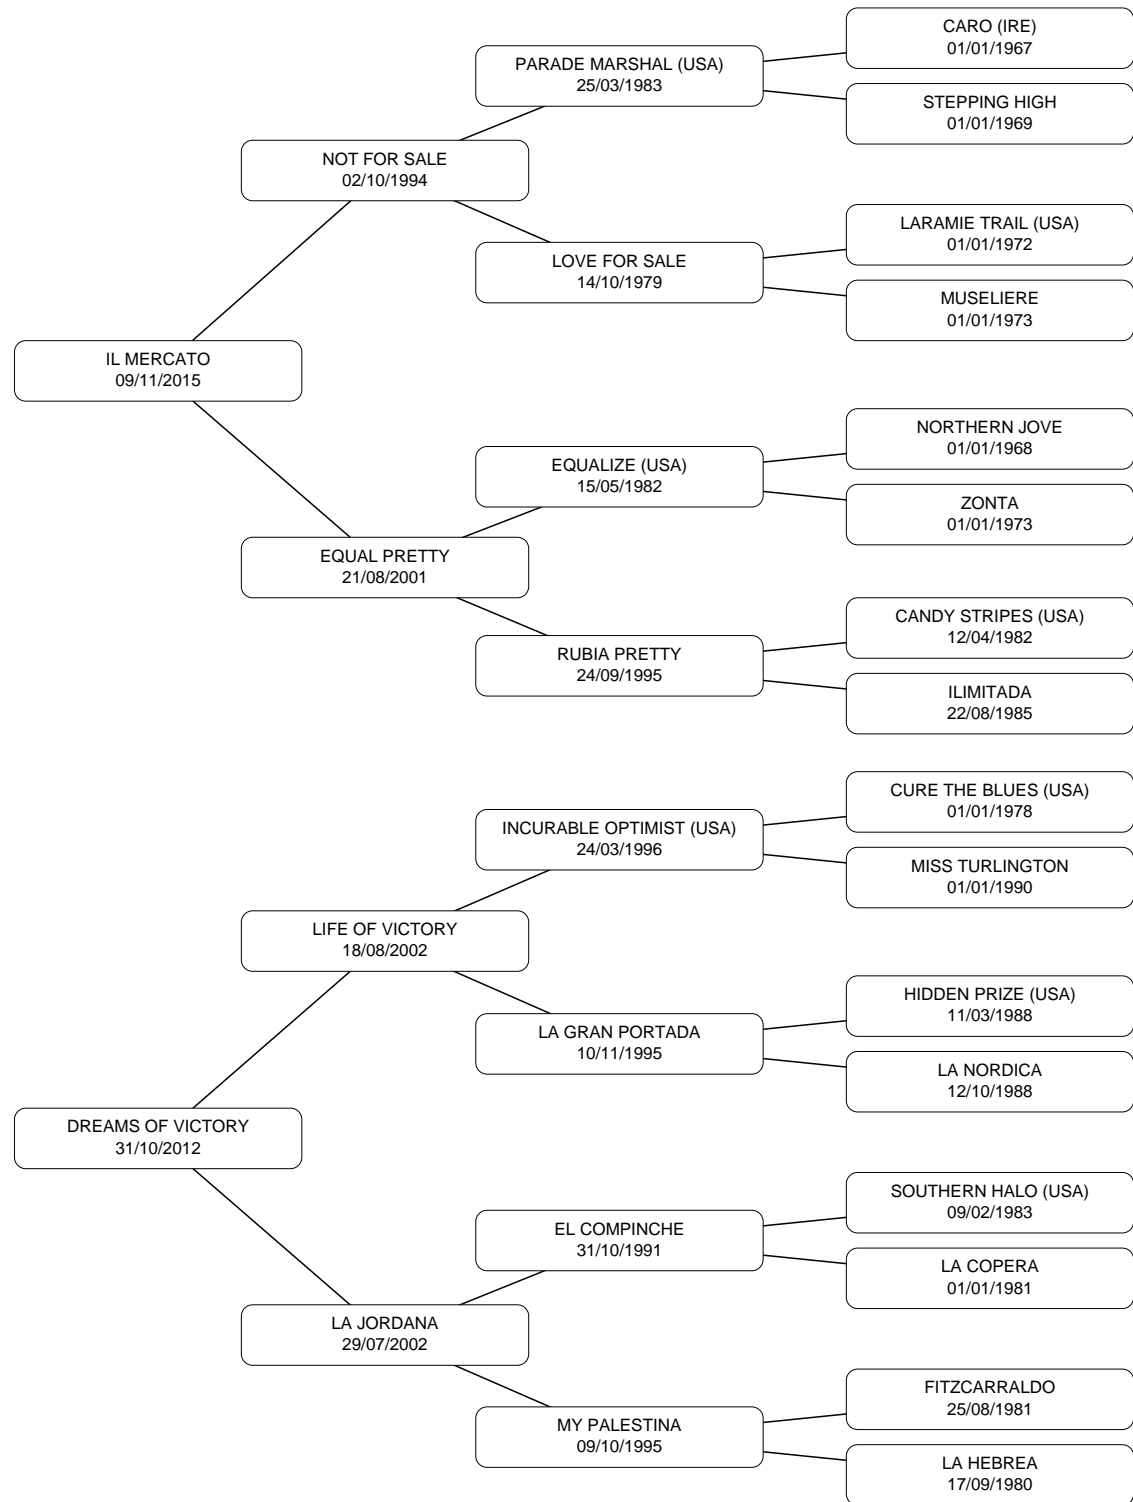 CARO (IRE)
01/01/1967
PARADE MARSHAL (USA)
25/03/1983
STEPPING HIGH
01/01/1969
NOT FOR SALE
02/10/1994
LARAMIE TRAIL (USA)
01/01/1972
LOVE FOR SALE
14/10/1979
MUSELIERE
01/01/1973
IL MERCATO
09/11/2015
NORTHERN JOVE
01/01/1968
EQUALIZE (USA)
15/05/1982
ZONTA
01/01/1973
EQUAL PRETTY
21/08/2001
CANDY STRIPES (USA)
12/04/1982
RUBIA PRETTY
24/09/1995
ILIMITADA
22/08/1985
CURE THE BLUES (USA)
01/01/1978
INCURABLE OPTIMIST (USA)
24/03/1996
MISS TURLINGTON
01/01/1990
LIFE OF VICTORY
18/08/2002
HIDDEN PRIZE (USA)
11/03/1988
LA GRAN PORTADA
10/11/1995
LA NORDICA
12/10/1988
DREAMS OF VICTORY
31/10/2012
SOUTHERN HALO (USA)
09/02/1983
EL COMPINCHE
31/10/1991
LA COPERA
01/01/1981
LA JORDANA
29/07/2002
FITZCARRALDO
25/08/1981
MY PALESTINA
09/10/1995
LA HEBREA
17/09/1980